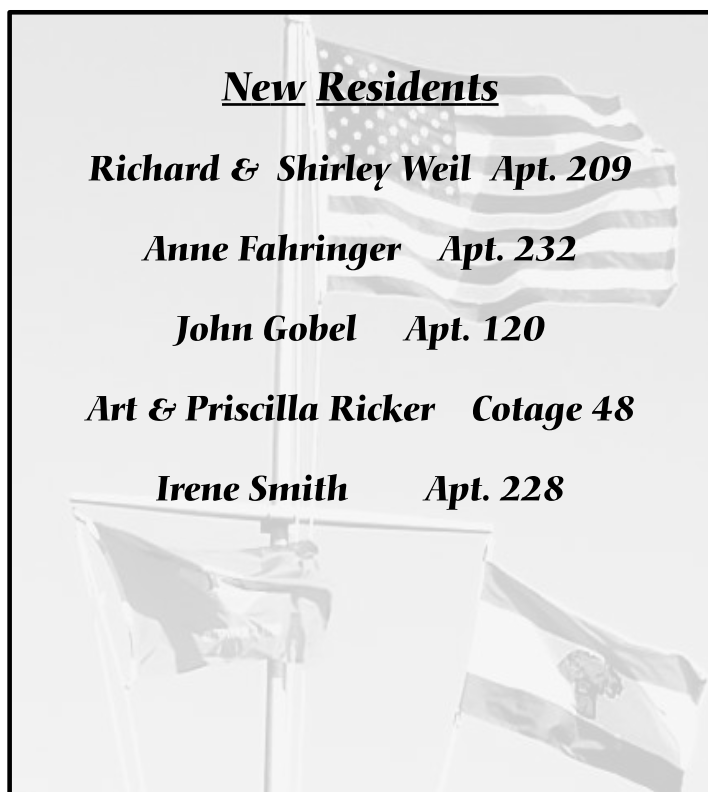 New Residents
Richard & Shirley Weil Apt. 209
Anne Fahringer Apt. 232
John Gobel Apt. 120
Art & Priscilla Ricker Cotage 48
Irene Smith Apt. 228